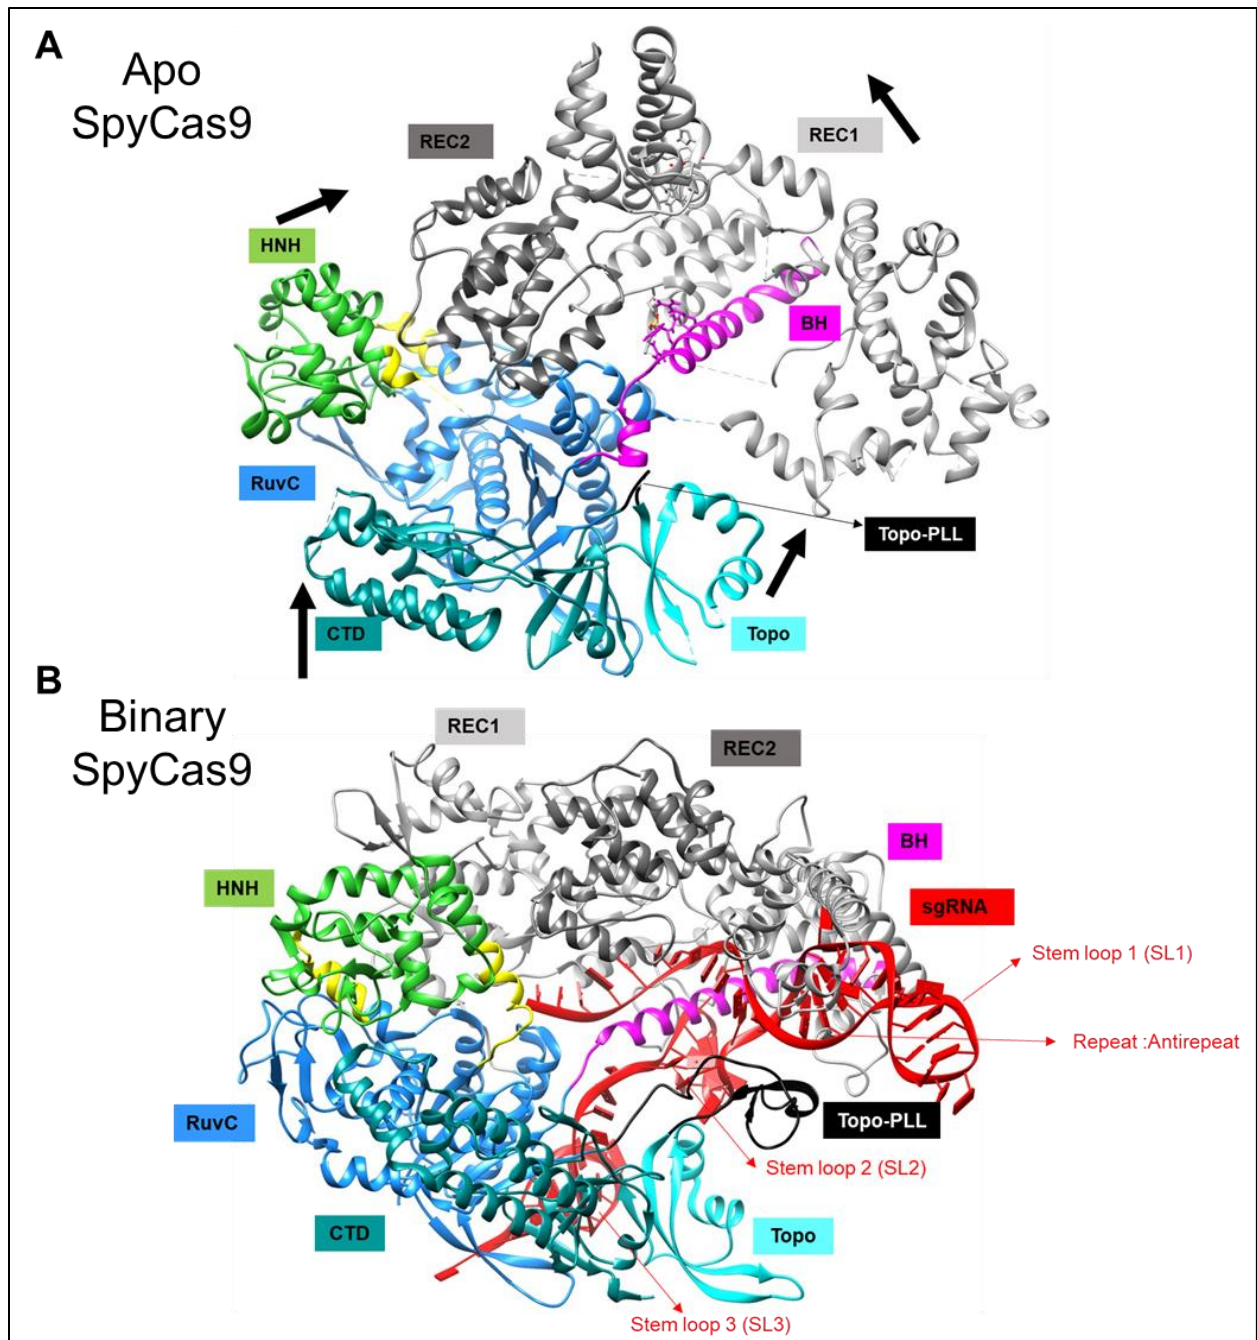 A
Apo
SpyCas9
REC2
REC1
HNH
BH
RuvC
Topo-PLL
CTD
Topo
B
Binary
SpyCas9
REC1
REC2
BH
HNH
sgRNA
Stem loop 1 (SL1)
Repeat :Antirepeat
RuvC
Topo-PLL
Stem loop 2 (SL2)
CTD
Topo
Stem loop 3 (SL3)